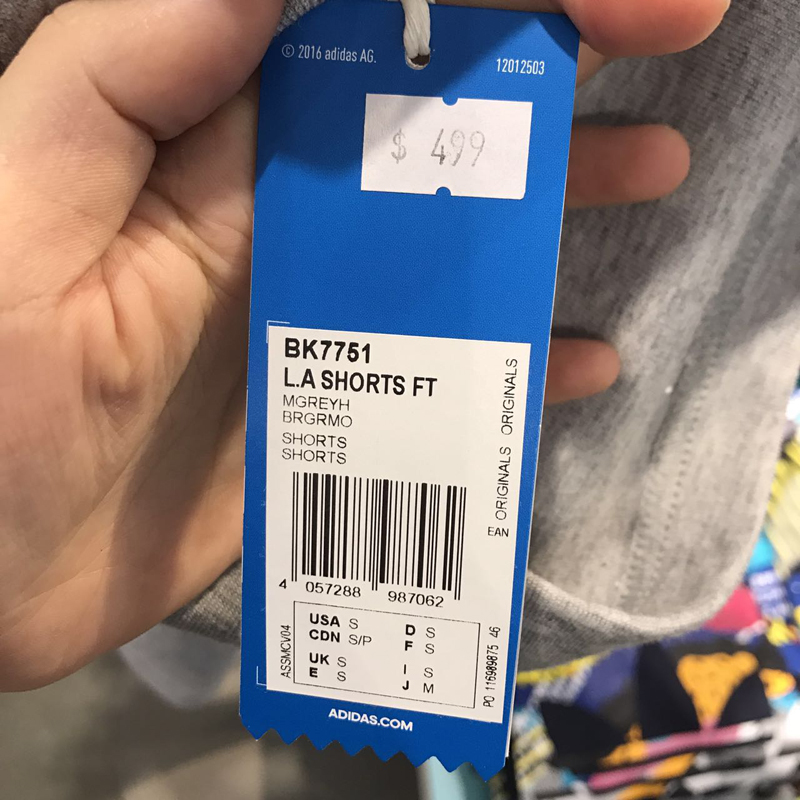 © 2016 adidas AG.
12012503
$ 499
BK7751
L.A SHORTS FT
MGREYH
BRGRMO
SHORTS
SHORTS
ORIGINALS ORIGINALS
EAN
4 057288 987062
ASSMCV04
USA S
CDN S/P
UK S
E S
D S
F S
I S
J M
PO 116989875 46
ADIDAS.COM